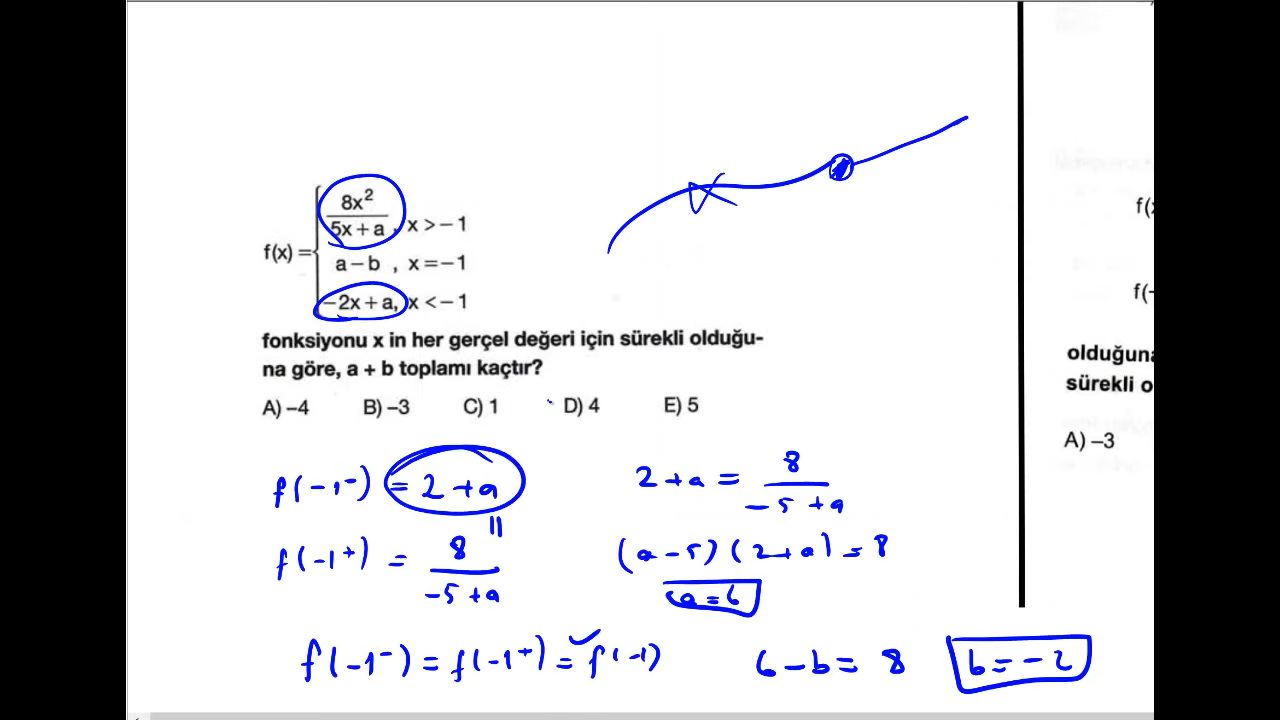 8x²
5x + a , x > – 1
f(x) = a – b , x = –1
–2x + a, x < – 1
fonksiyonu x in her gerçel değeri için sürekli olduğu-
na göre, a + b toplamı kaçtır?
A) –4 B) –3 C) 1 D) 4 E) 5
f(-1⁻) = 2 + a
f(-1⁺) = 8 / -5 + a
2 + a = 8 / -5 + a
(a - 5) (2 + a) = 8
a = 6
f(-1⁻) = f(-1⁺) = f(-1)
6 - b = 8 b = -2
f(
olduğuna
sürekli o
A) –3